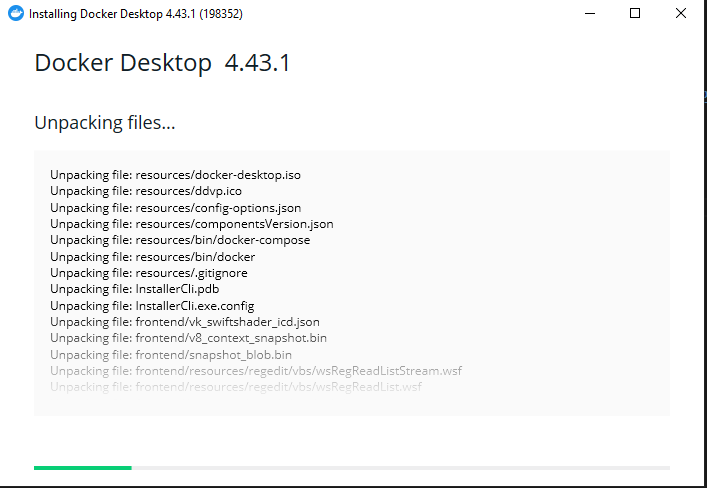 Installing Docker Desktop 4.43.1 (198352)
Docker Desktop 4.43.1
Unpacking files...
Unpacking file: resources/docker-desktop.iso
Unpacking file: resources/ddvp.ico
Unpacking file: resources/config-options.json
Unpacking file: resources/componentsVersion.json
Unpacking file: resources/bin/docker-compose
Unpacking file: resources/bin/docker
Unpacking file: resources/.gitignore
Unpacking file: InstallerCli.pdb
Unpacking file: InstallerCli.exe.config
Unpacking file: frontend/vk_swiftshader_icd.json
Unpacking file: frontend/v8_context_snapshot.bin
Unpacking file: frontend/snapshot_blob.bin
Unpacking file: frontend/resources/regedit/vbs/wsRegReadListStream.wsf
Unpacking file: frontend/resources/regedit/vbs/wsRegReadList.wsf